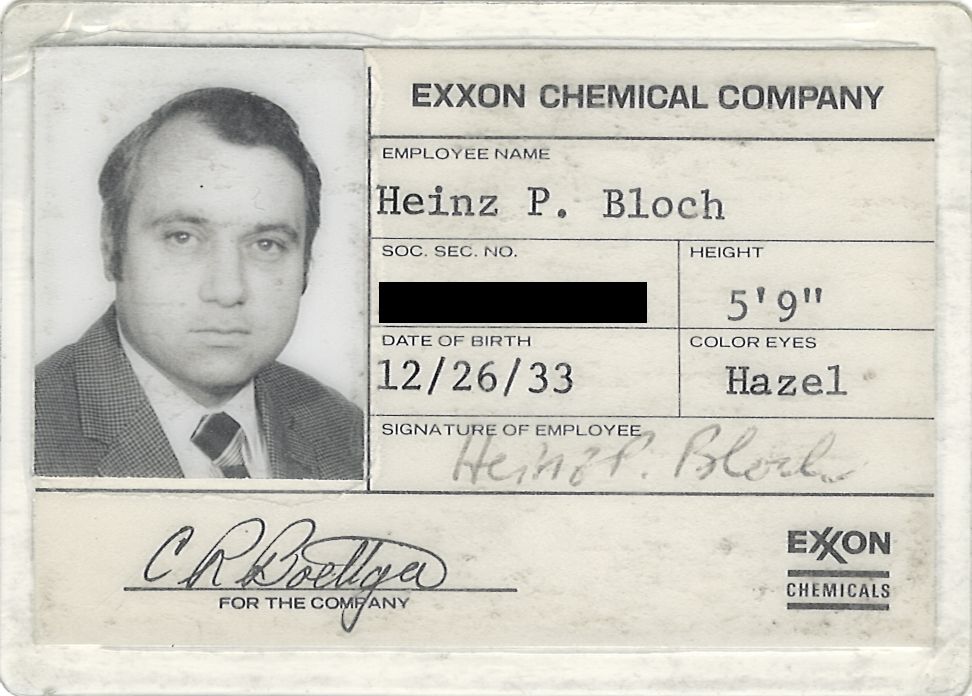 EXXON CHEMICAL COMPANY
EMPLOYEE NAME
Heinz P. Bloch
SOC. SEC. NO.
HEIGHT
5'9"
DATE OF BIRTH
12/26/33
COLOR EYES
Hazel
SIGNATURE OF EMPLOYEE
Heinz P. Bloch
C R Boettger
FOR THE COMPANY
EXXON
CHEMICALS